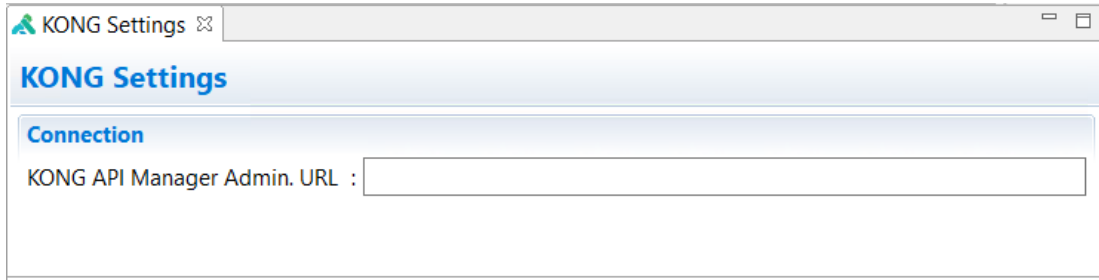 KONG Settings
KONG Settings
Connection
KONG API Manager Admin. URL :